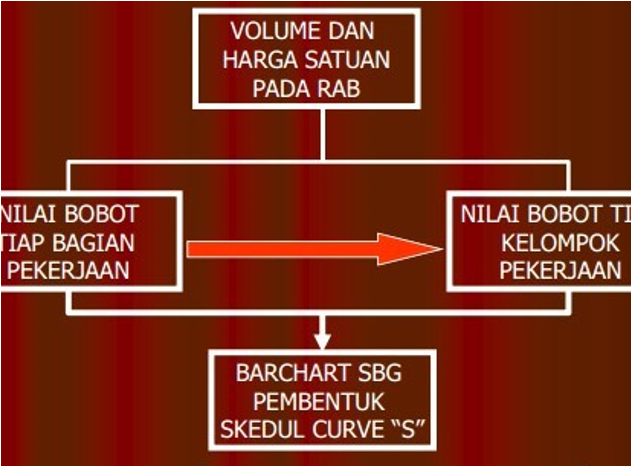 VOLUME DAN
HARGA SATUAN
PADA RAB
NILAI BOBOT
TIAP BAGIAN
PEKERJAAN
NILAI BOBOT TI
KELOMPOK
PEKERJAAN
BARCHART SBG
PEMBENTUK
SKEDUL CURVE “S”